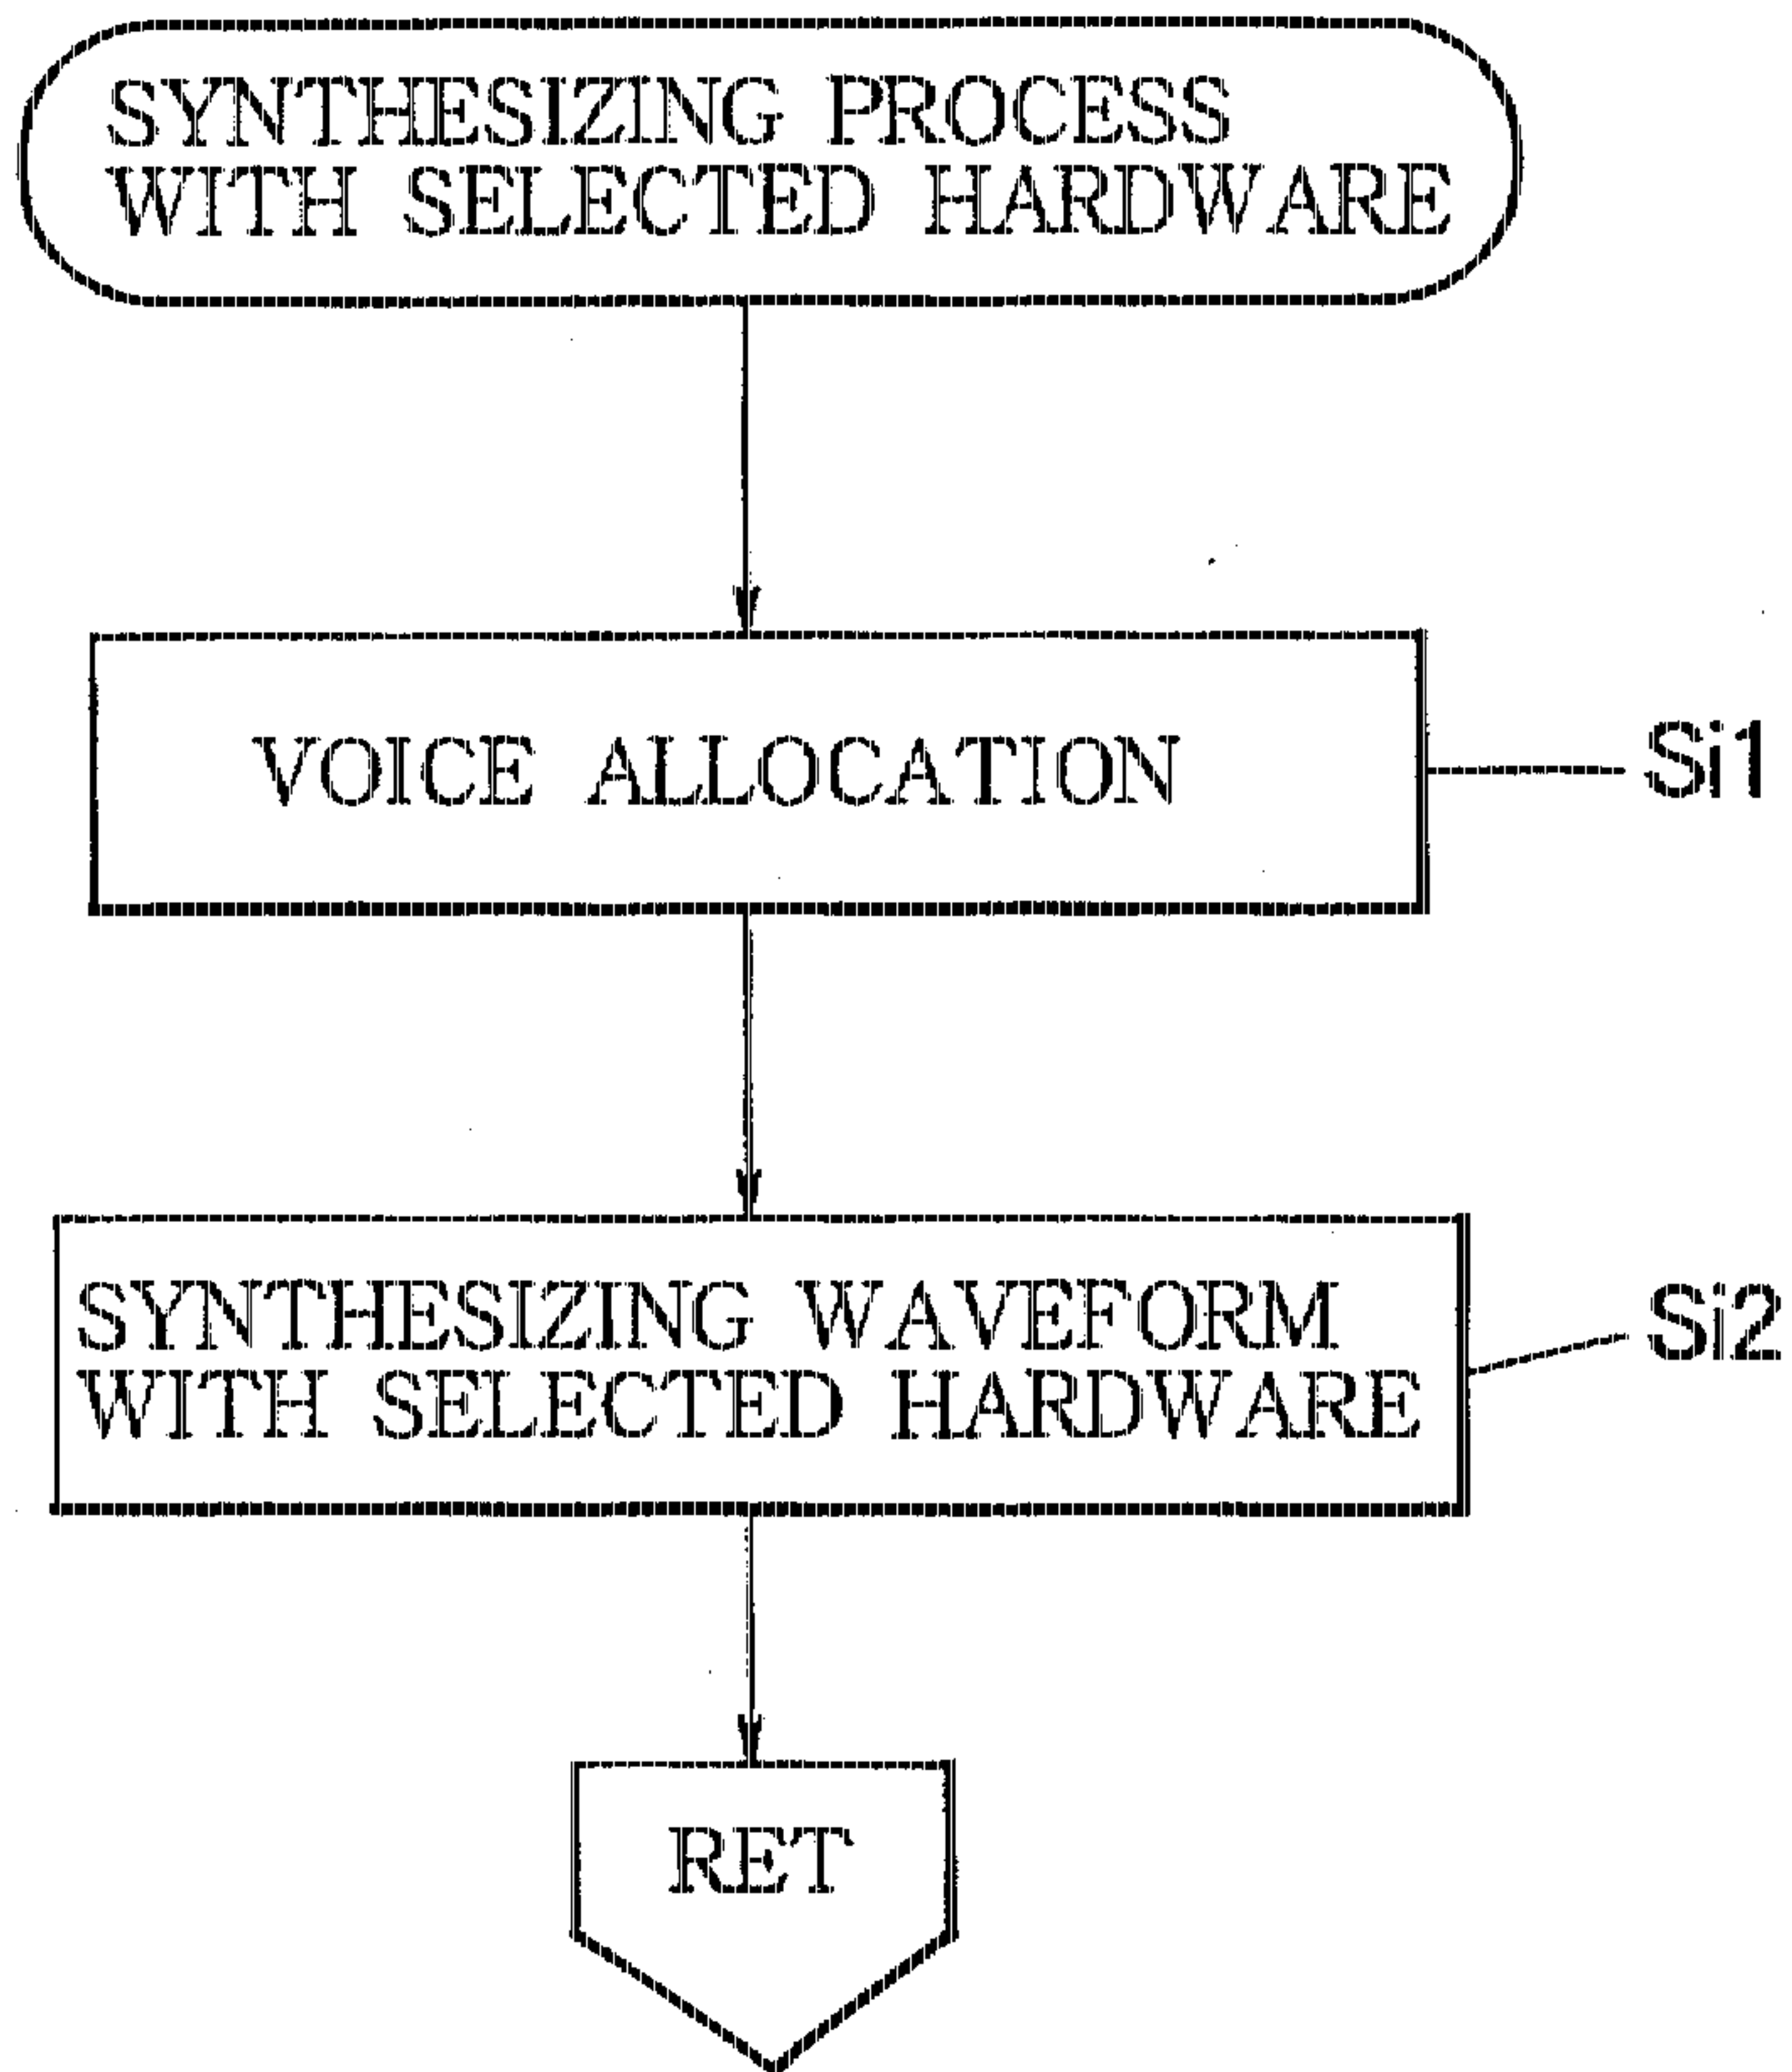 SYNTHESIZING PROCESS
WITH SELECTED HARDWARE
VOICE ALLOCATION
Si1
SYNTHESIZING WAVEFORM
WITH SELECTED HARDWARE
Si2
RET